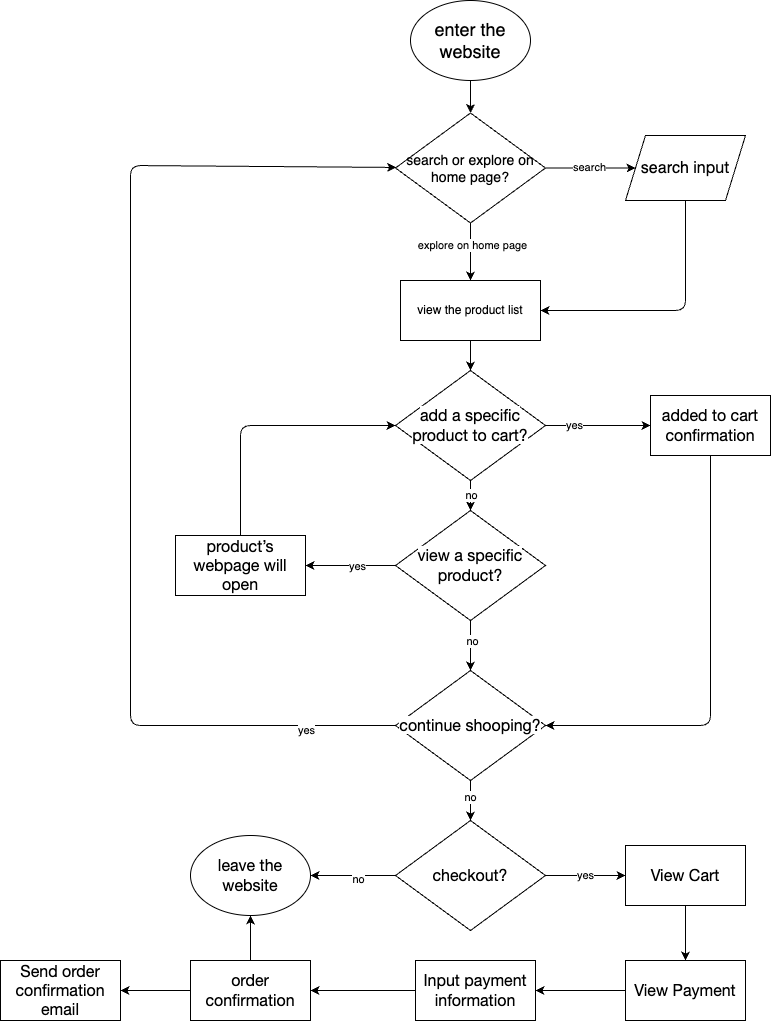 enter the
website
search or explore on
home page?
search
search input
explore on home page
view the product list
add a specific
product to cart?
yes
added to cart
confirmation
no
product's
webpage will
open
yes
view a specific
product?
no
continue shooping?
yes
no
leave the
website
no
checkout?
yes
View Cart
Send order
confirmation
email
order
confirmation
Input payment
information
View Payment